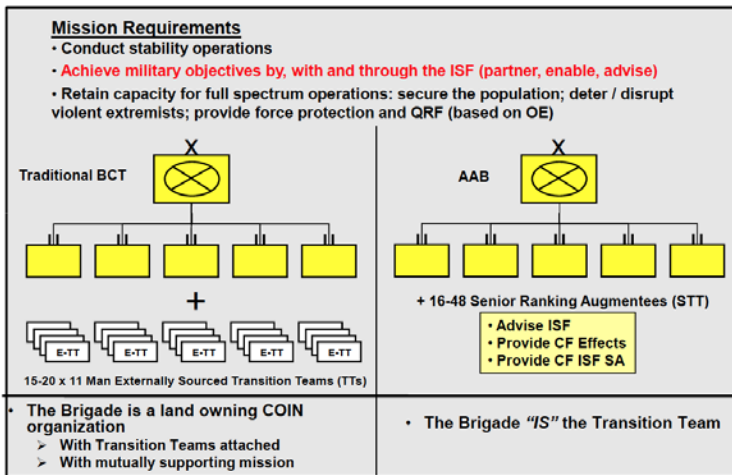 Mission Requirements
• Conduct stability operations
• Achieve military objectives by, with and through the ISF (partner, enable, advise)
• Retain capacity for full spectrum operations: secure the population; deter / disrupt
violent extremists; provide force protection and QRF (based on OE)
Traditional BCT
X
AAB
X
+
E-TT
E-TT
E-TT
E-TT
E-TT
15-20 x 11 Man Externally Sourced Transition Teams (TTs)
+ 16-48 Senior Ranking Augmentees (STT)
• Advise ISF
• Provide CF Effects
• Provide CF ISF SA
• The Brigade is a land owning COIN
organization
➢ With Transition Teams attached
➢ With mutually supporting mission
• The Brigade “IS” the Transition Team